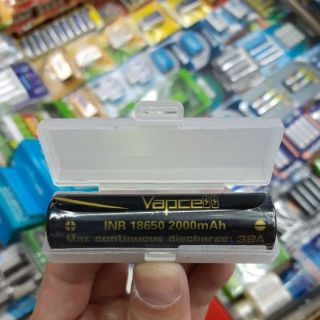 Vapcell
INR 18650 2000mAh
Max continuous discharge: 38A